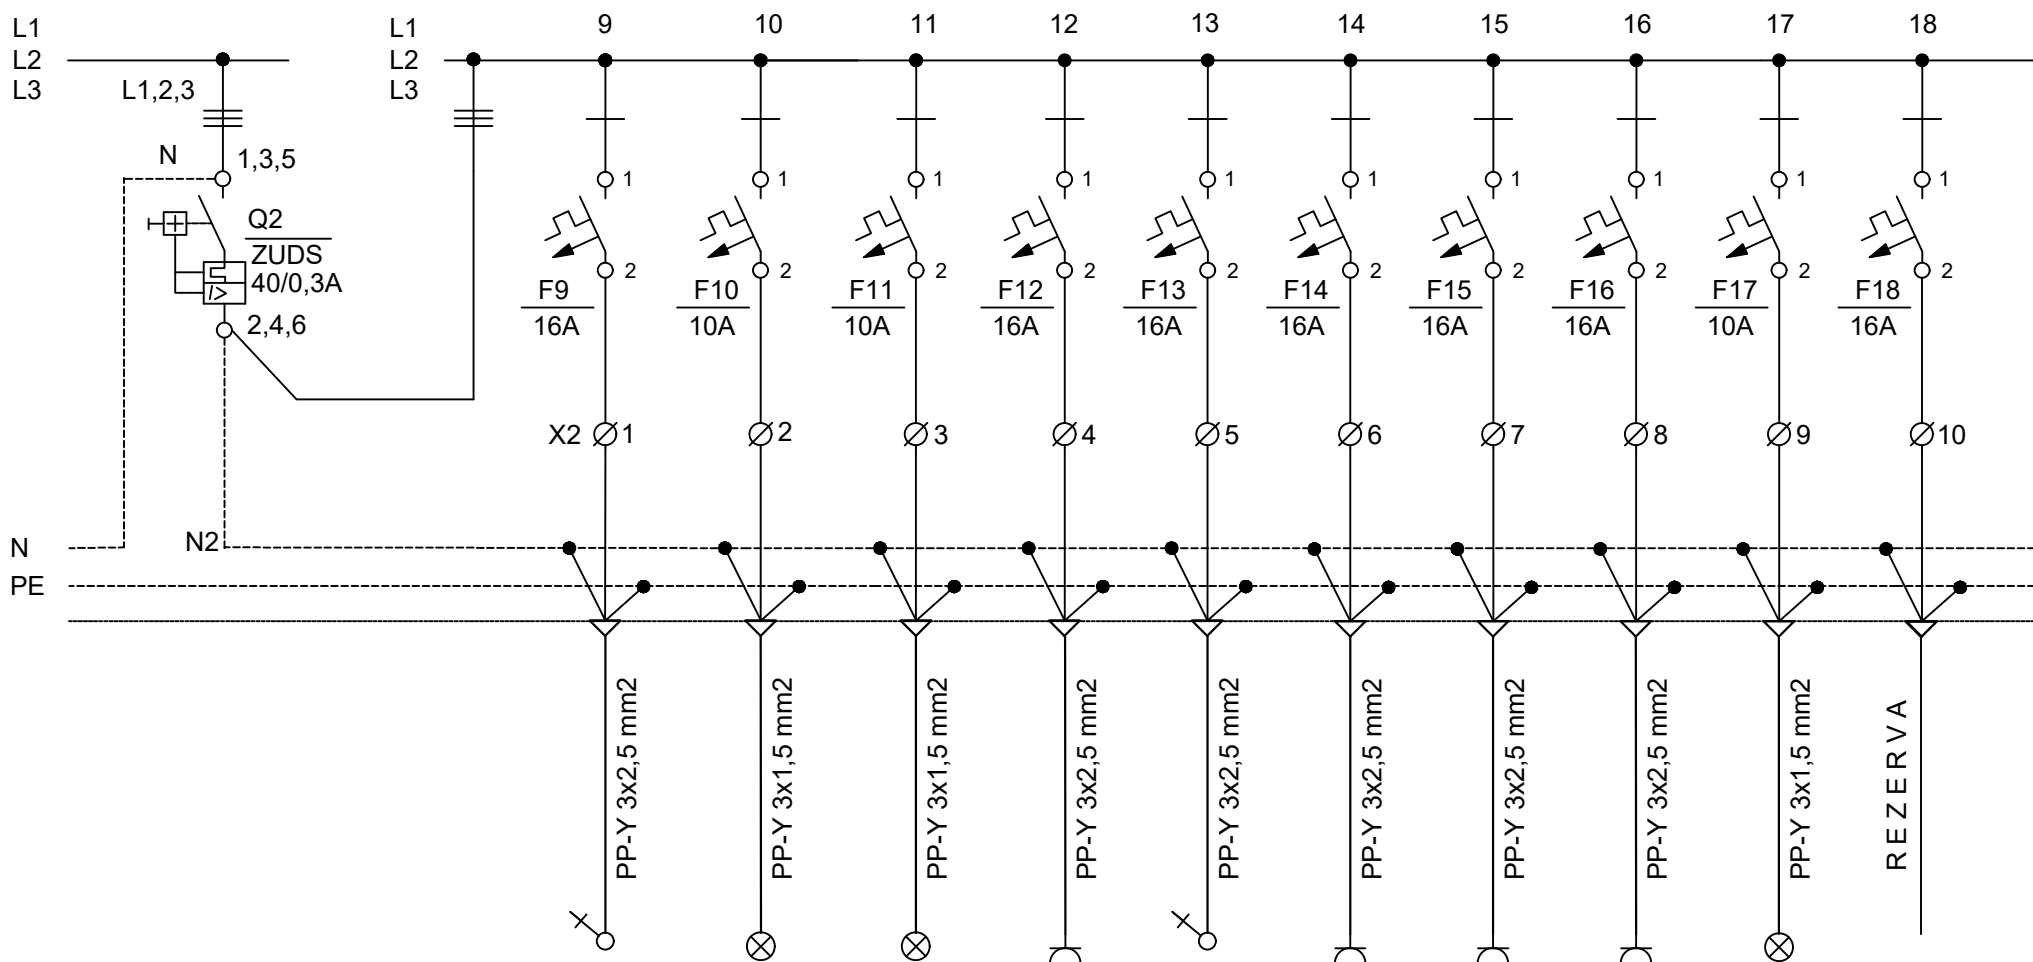 L1 L1 9 10 11 12 13 14 15 16 17 18
L2 L2
L3 L1,2,3 L3
N 1,3,5 1 1 1 1 1 1 1 1 1 1
Q2
ZUDS
40/0,3A
I>
2 2 2 2 2 2 2 2 2 2
F9 F10 F11 F12 F13 F14 F15 F16 F17 F18
16A 10A 10A 16A 16A 16A 16A 16A 10A 16A
2,4,6
X2 1 2 3 4 5 6 7 8 9 10
N N2
PE
PP-Y 3x2,5 mm2
PP-Y 3x1,5 mm2
PP-Y 3x1,5 mm2
PP-Y 3x2,5 mm2
PP-Y 3x2,5 mm2
PP-Y 3x2,5 mm2
PP-Y 3x2,5 mm2
PP-Y 3x2,5 mm2
PP-Y 3x1,5 mm2
R E Z E R V A